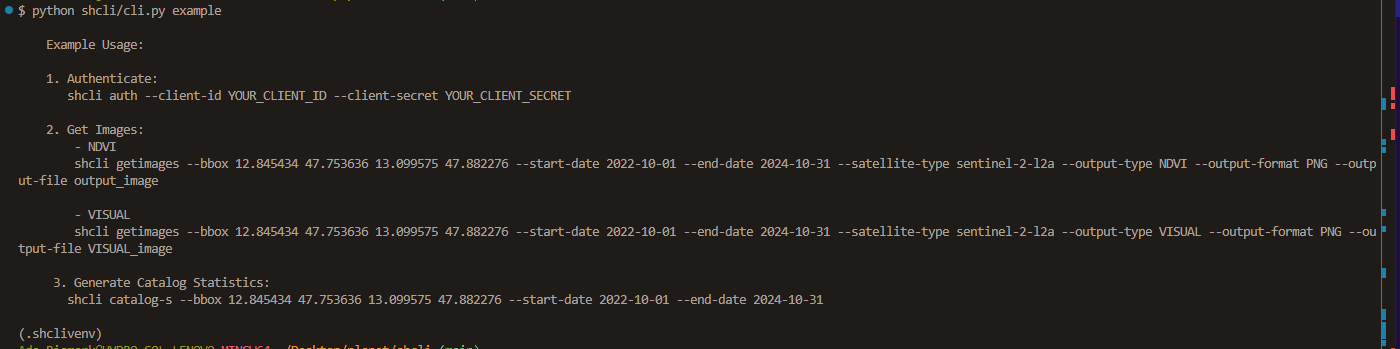 $ python shcli/cli.py example
Example Usage:
1. Authenticate:
shcli auth --client-id YOUR_CLIENT_ID --client-secret YOUR_CLIENT_SECRET
2. Get Images:
- NDVI
shcli getimages --bbox 12.845434 47.753636 13.099575 47.882276 --start-date 2022-10-01 --end-date 2024-10-31 --satellite-type sentinel-2-l2a --output-type NDVI --output-format PNG --outp
ut-file output_image
- VISUAL
shcli getimages --bbox 12.845434 47.753636 13.099575 47.882276 --start-date 2022-10-01 --end-date 2024-10-31 --satellite-type sentinel-2-l2a --output-type VISUAL --output-format PNG --ou
tput-file VISUAL_image
3. Generate Catalog Statistics:
shcli catalog-s --bbox 12.845434 47.753636 13.099575 47.882276 --start-date 2022-10-01 --end-date 2024-10-31
(.shclivenv)